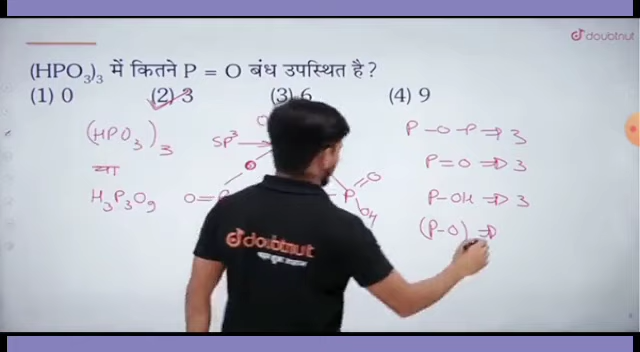 doubtnut
(HPO₃)₃ में कितने P = O बंध उपस्थित है?
(1) 0 (2) 3 (3) 6 (4) 9
(HPO₃)₃ SP³ P-O-P ⇒ 3
या P=O ⇒ 3
H₃P₃O₉ O= P =O OH P-OH ⇒ 3
(P-O) ⇒
doubtnut